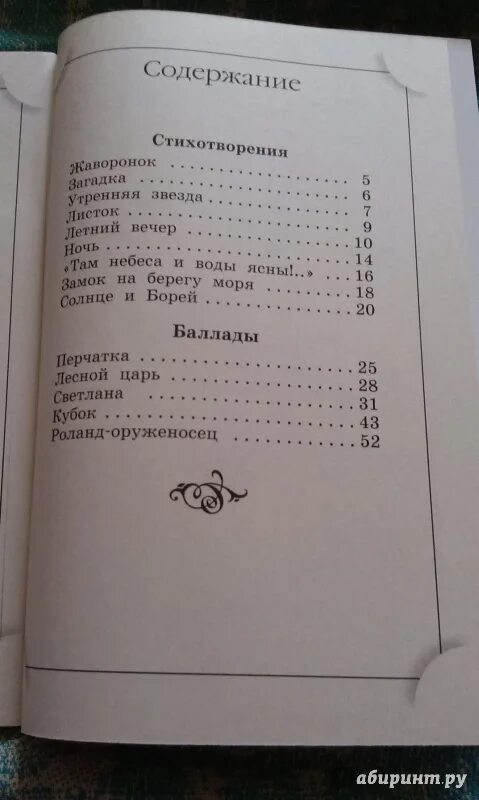 Содержание
Стихотворения
Жаворонок . . . . . . . . . . . . . . . . . 5
Загадка . . . . . . . . . . . . . . . . . . . 6
Утренняя звезда . . . . . . . . . . . . . . 7
Листок . . . . . . . . . . . . . . . . . . . 9
Летний вечер . . . . . . . . . . . . . . . 10
Ночь . . . . . . . . . . . . . . . . . . . . 14
«Там небеса и воды ясны!..» . . . . 16
Замок на берегу моря . . . . . . . . . 18
Солнце и Борей . . . . . . . . . . . . . 20
Баллады
Перчатка . . . . . . . . . . . . . . . . . . 25
Лесной царь . . . . . . . . . . . . . . . . 28
Светлана . . . . . . . . . . . . . . . . . . 31
Кубок . . . . . . . . . . . . . . . . . . . . 43
Роланд-оруженосец . . . . . . . . . . . 52
абиринт.ру